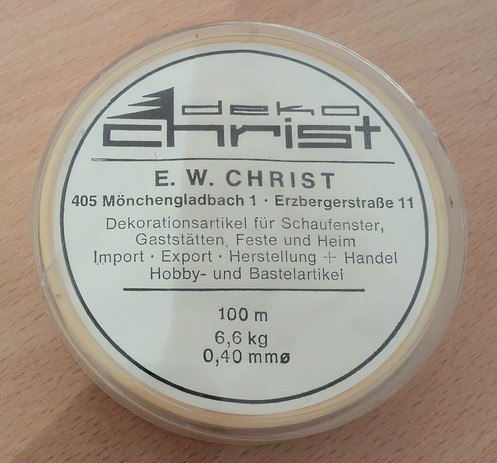 deko
christ
E. W. CHRIST
405 Mönchengladbach 1 · Erzbergerstraße 11
Dekorationsartikel für Schaufenster,
Gaststätten, Feste und Heim
Import · Export · Herstellung + Handel
Hobby- und Bastelartikel
100 m
6,6 kg
0,40 mmø